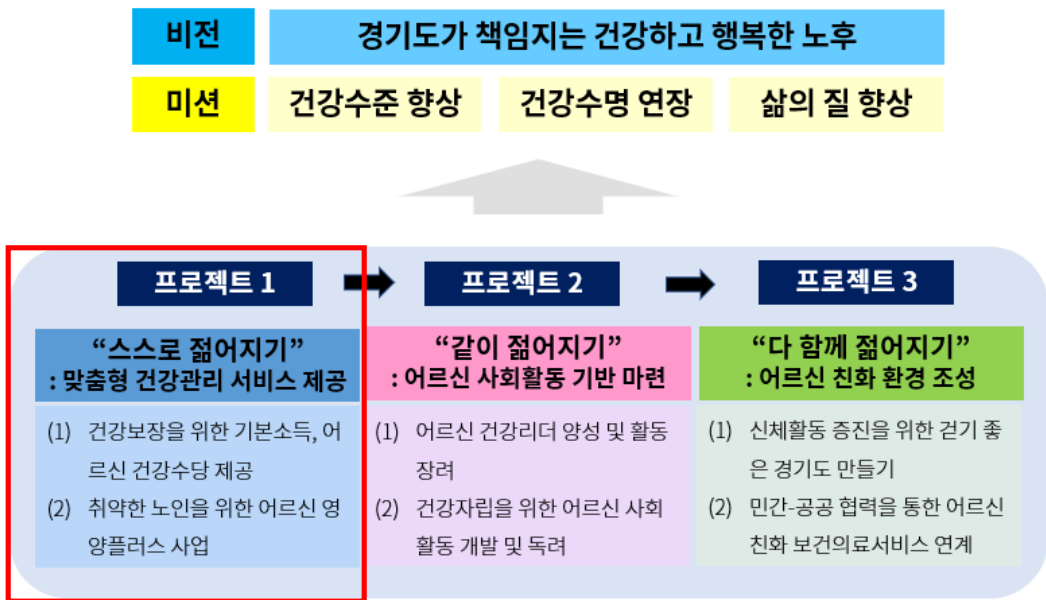 비전
경기도가 책임지는 건강하고 행복한 노후
미션
건강수준 향상
건강수명 연장
삶의 질 향상
프로젝트 1
프로젝트 2
프로젝트 3
“스스로 젊어지기”
: 맞춤형 건강관리 서비스 제공
(1) 건강보장을 위한 기본소득, 어
르신 건강수당 제공
(2) 취약한 노인을 위한 어르신 영
양플러스 사업
“같이 젊어지기”
: 어르신 사회활동 기반 마련
(1) 어르신 건강리더 양성 및 활동
장려
(2) 건강자립을 위한 어르신 사회
활동 개발 및 독려
“다 함께 젊어지기”
: 어르신 친화 환경 조성
(1) 신체활동 증진을 위한 걷기 좋
은 경기도 만들기
(2) 민간-공공 협력을 통한 어르신
친화 보건의료서비스 연계